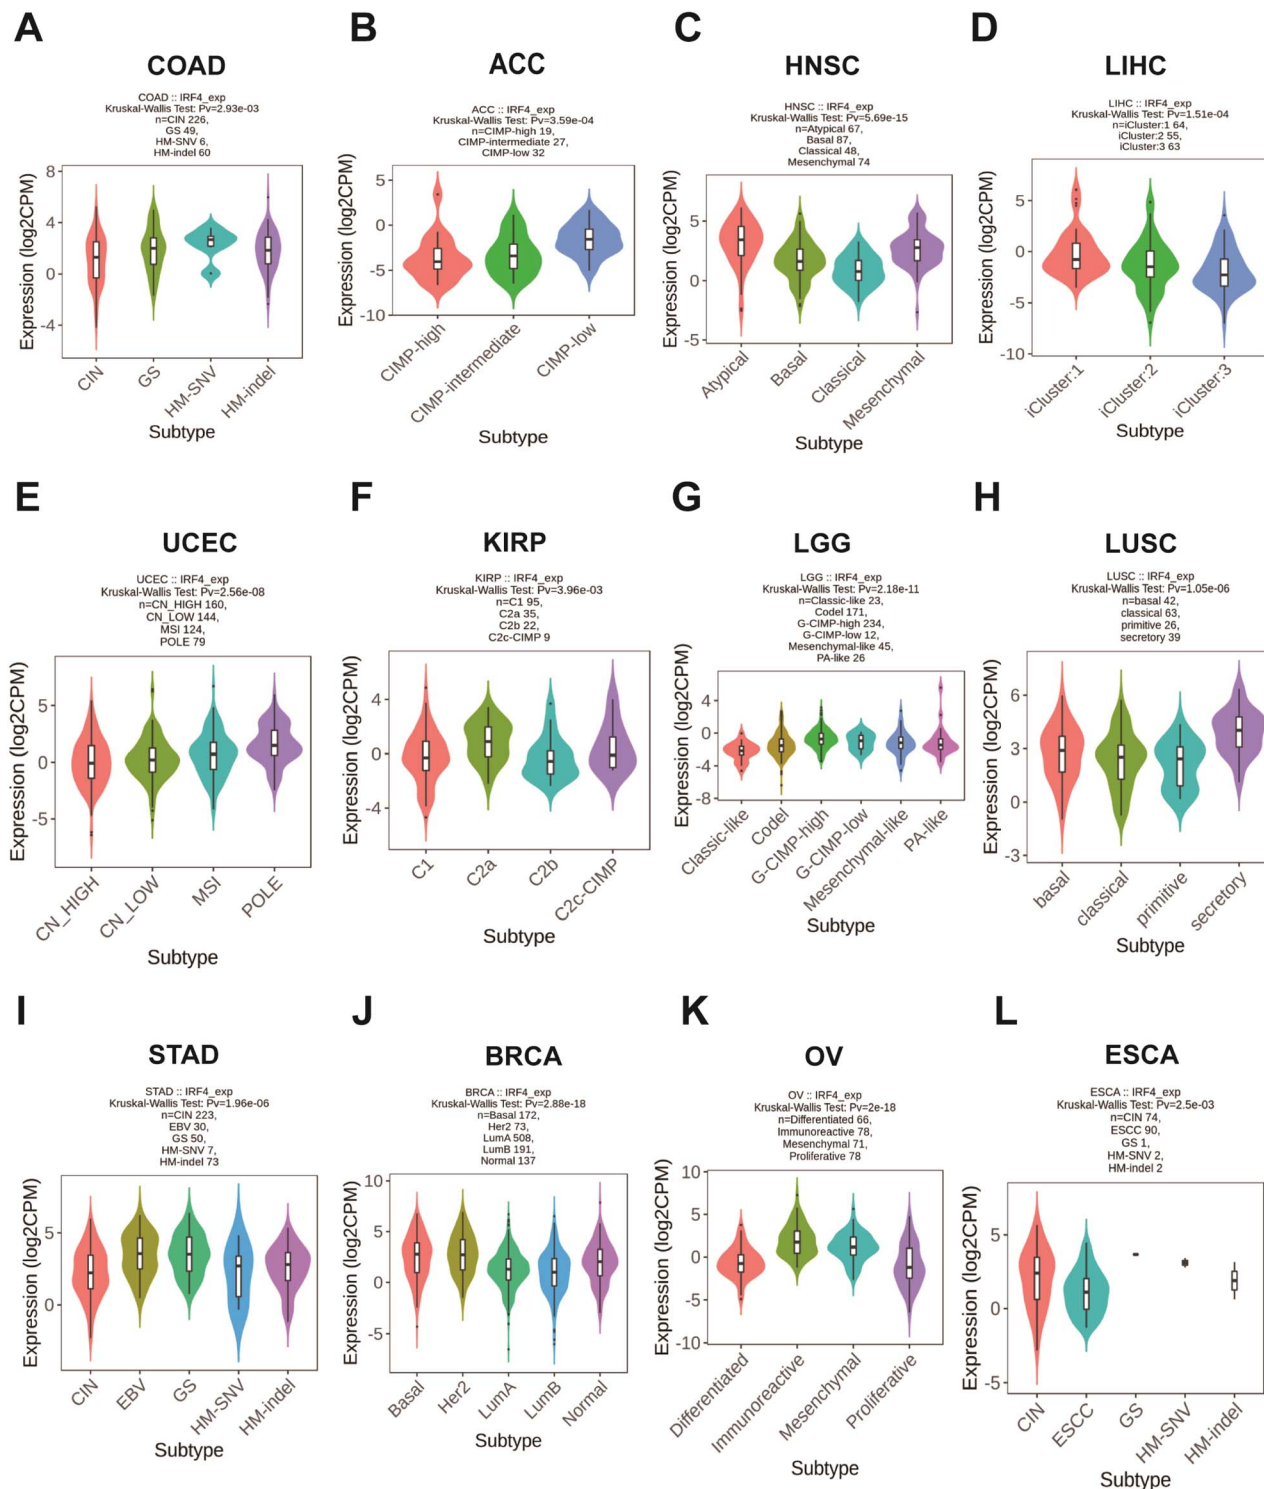 A
COAD
COAD :: IRF4_exp
Kruskal-Wallis Test: Pv=2.93e-03
n=CIN 226,
GS 49,
HM-SNV 6,
HM-indel 60
Expression (log2CPM)
8
4
0
-4
CIN
GS
HM-SNV
HM-indel
Subtype
B
ACC
ACC :: IRF4_exp
Kruskal-Wallis Test: Pv=3.59e-04
n=CIMP-high 19,
CIMP-intermediate 27,
CIMP-low 32
Expression (log2CPM)
5
0
-5
-10
CIMP-high
CIMP-intermediate
CIMP-low
Subtype
C
HNSC
HNSC :: IRF4_exp
Kruskal-Wallis Test: Pv=5.69e-15
n=Atypical 67,
Basal 87,
Classical 48,
Mesenchymal 74
Expression (log2CPM)
5
0
-5
Atypical
Basal
Classical
Mesenchymal
Subtype
D
LIHC
LIHC :: IRF4_exp
Kruskal-Wallis Test: Pv=1.51e-04
n=iCluster:1 64,
iCluster:2 55,
iCluster:3 63
Expression (log2CPM)
5
0
-5
-10
iCluster:1
iCluster:2
iCluster:3
Subtype
E
UCEC
UCEC :: IRF4_exp
Kruskal-Wallis Test: Pv=2.56e-08
n=CN_HIGH 160,
CN_LOW 144,
MSI 124,
POLE 79
Expression (log2CPM)
5
0
-5
CN_HIGH
CN_LOW
MSI
POLE
Subtype
F
KIRP
KIRP :: IRF4_exp
Kruskal-Wallis Test: Pv=3.96e-03
n=C1 95,
C2a 35,
C2b 22,
C2c-CIMP 9
Expression (log2CPM)
4
0
-4
C1
C2a
C2b
C2c-CIMP
Subtype
G
LGG
LGG :: IRF4_exp
Kruskal-Wallis Test: Pv=2.18e-11
n=Classic-like 23,
Codel 171,
G-CIMP-high 234,
G-CIMP-low 12,
Mesenchymal-like 45,
PA-like 26
Expression (log2CPM)
4
0
-4
-8
Classic-like
Codel
G-CIMP-high
G-CIMP-low
Mesenchymal-like
PA-like
Subtype
H
LUSC
LUSC :: IRF4_exp
Kruskal-Wallis Test: Pv=1.05e-06
n=basal 42,
classical 63,
primitive 26,
secretory 39
Expression (log2CPM)
6
3
0
-3
basal
classical
primitive
secretory
Subtype
I
STAD
STAD :: IRF4_exp
Kruskal-Wallis Test: Pv=1.96e-06
n=CIN 223,
EBV 30,
GS 50,
HM-SNV 7,
HM-indel 73
Expression (log2CPM)
5
0
CIN
EBV
GS
HM-SNV
HM-indel
Subtype
J
BRCA
BRCA :: IRF4_exp
Kruskal-Wallis Test: Pv=2.88e-18
n=Basal 172,
Her2 73,
LumA 508,
LumB 191,
Normal 137
Expression (log2CPM)
10
5
0
-5
Basal
Her2
LumA
LumB
Normal
Subtype
K
OV
OV :: IRF4_exp
Kruskal-Wallis Test: Pv=2e-18
n=Differentiated 66,
Immunoreactive 78,
Mesenchymal 71,
Proliferative 78
Expression (log2CPM)
10
5
0
-5
-10
Differentiated
Immunoreactive
Mesenchymal
Proliferative
Subtype
L
ESCA
ESCA :: IRF4_exp
Kruskal-Wallis Test: Pv=2.5e-03
n=CIN 74,
ESCC 90,
GS 1,
HM-SNV 2,
HM-indel 2
Expression (log2CPM)
5
0
-5
CIN
ESCC
GS
HM-SNV
HM-indel
Subtype